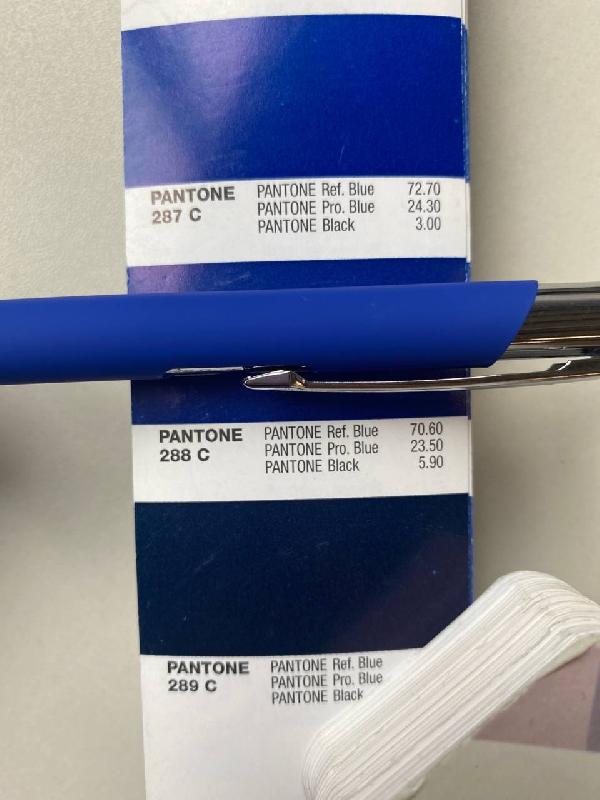 PANTONE PANTONE Ref. Blue 72.70
287 C PANTONE Pro. Blue 24.30
PANTONE Black 3.00
PANTONE PANTONE Ref. Blue 70.60
288 C PANTONE Pro. Blue 23.50
PANTONE Black 5.90
PANTONE PANTONE Ref. Blue
289 C PANTONE Pro. Blue
PANTONE Black